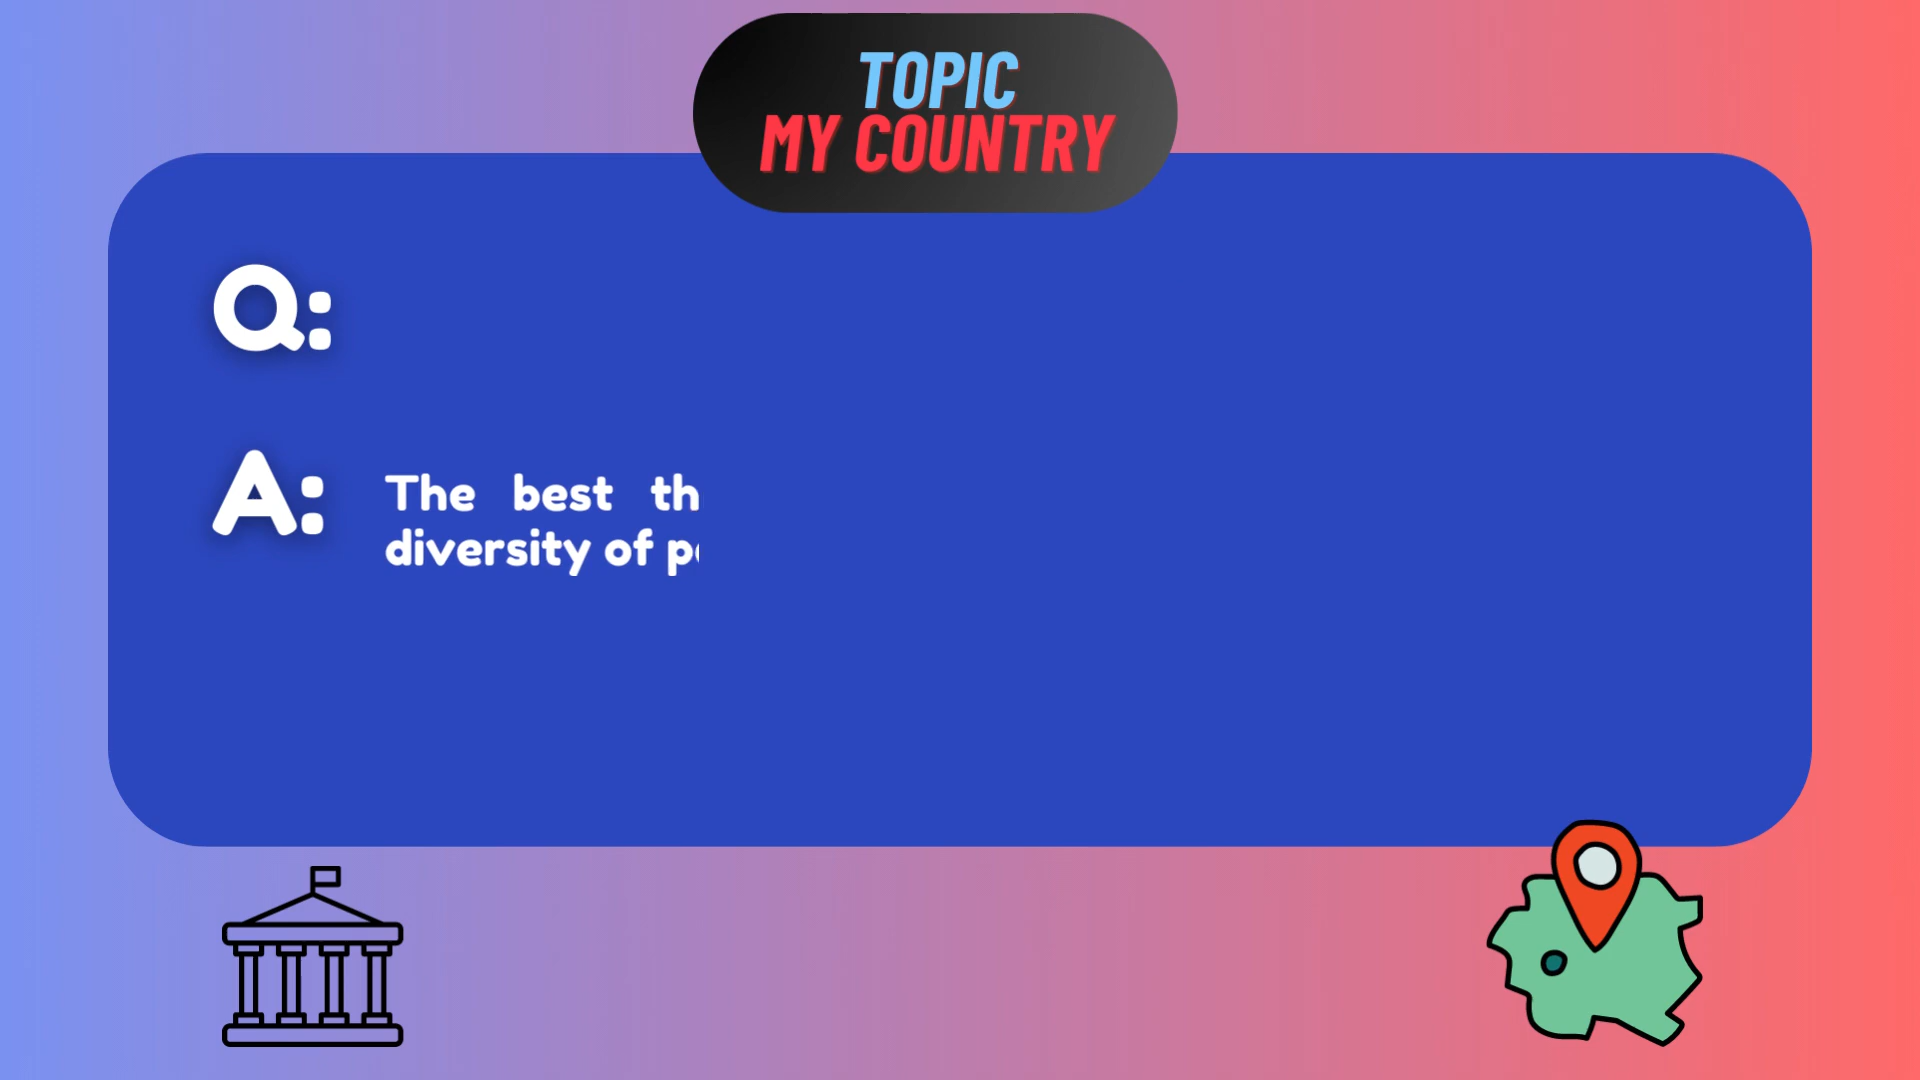 TOPIC
MY COUNTRY
Q:
A: The best th
diversity of p